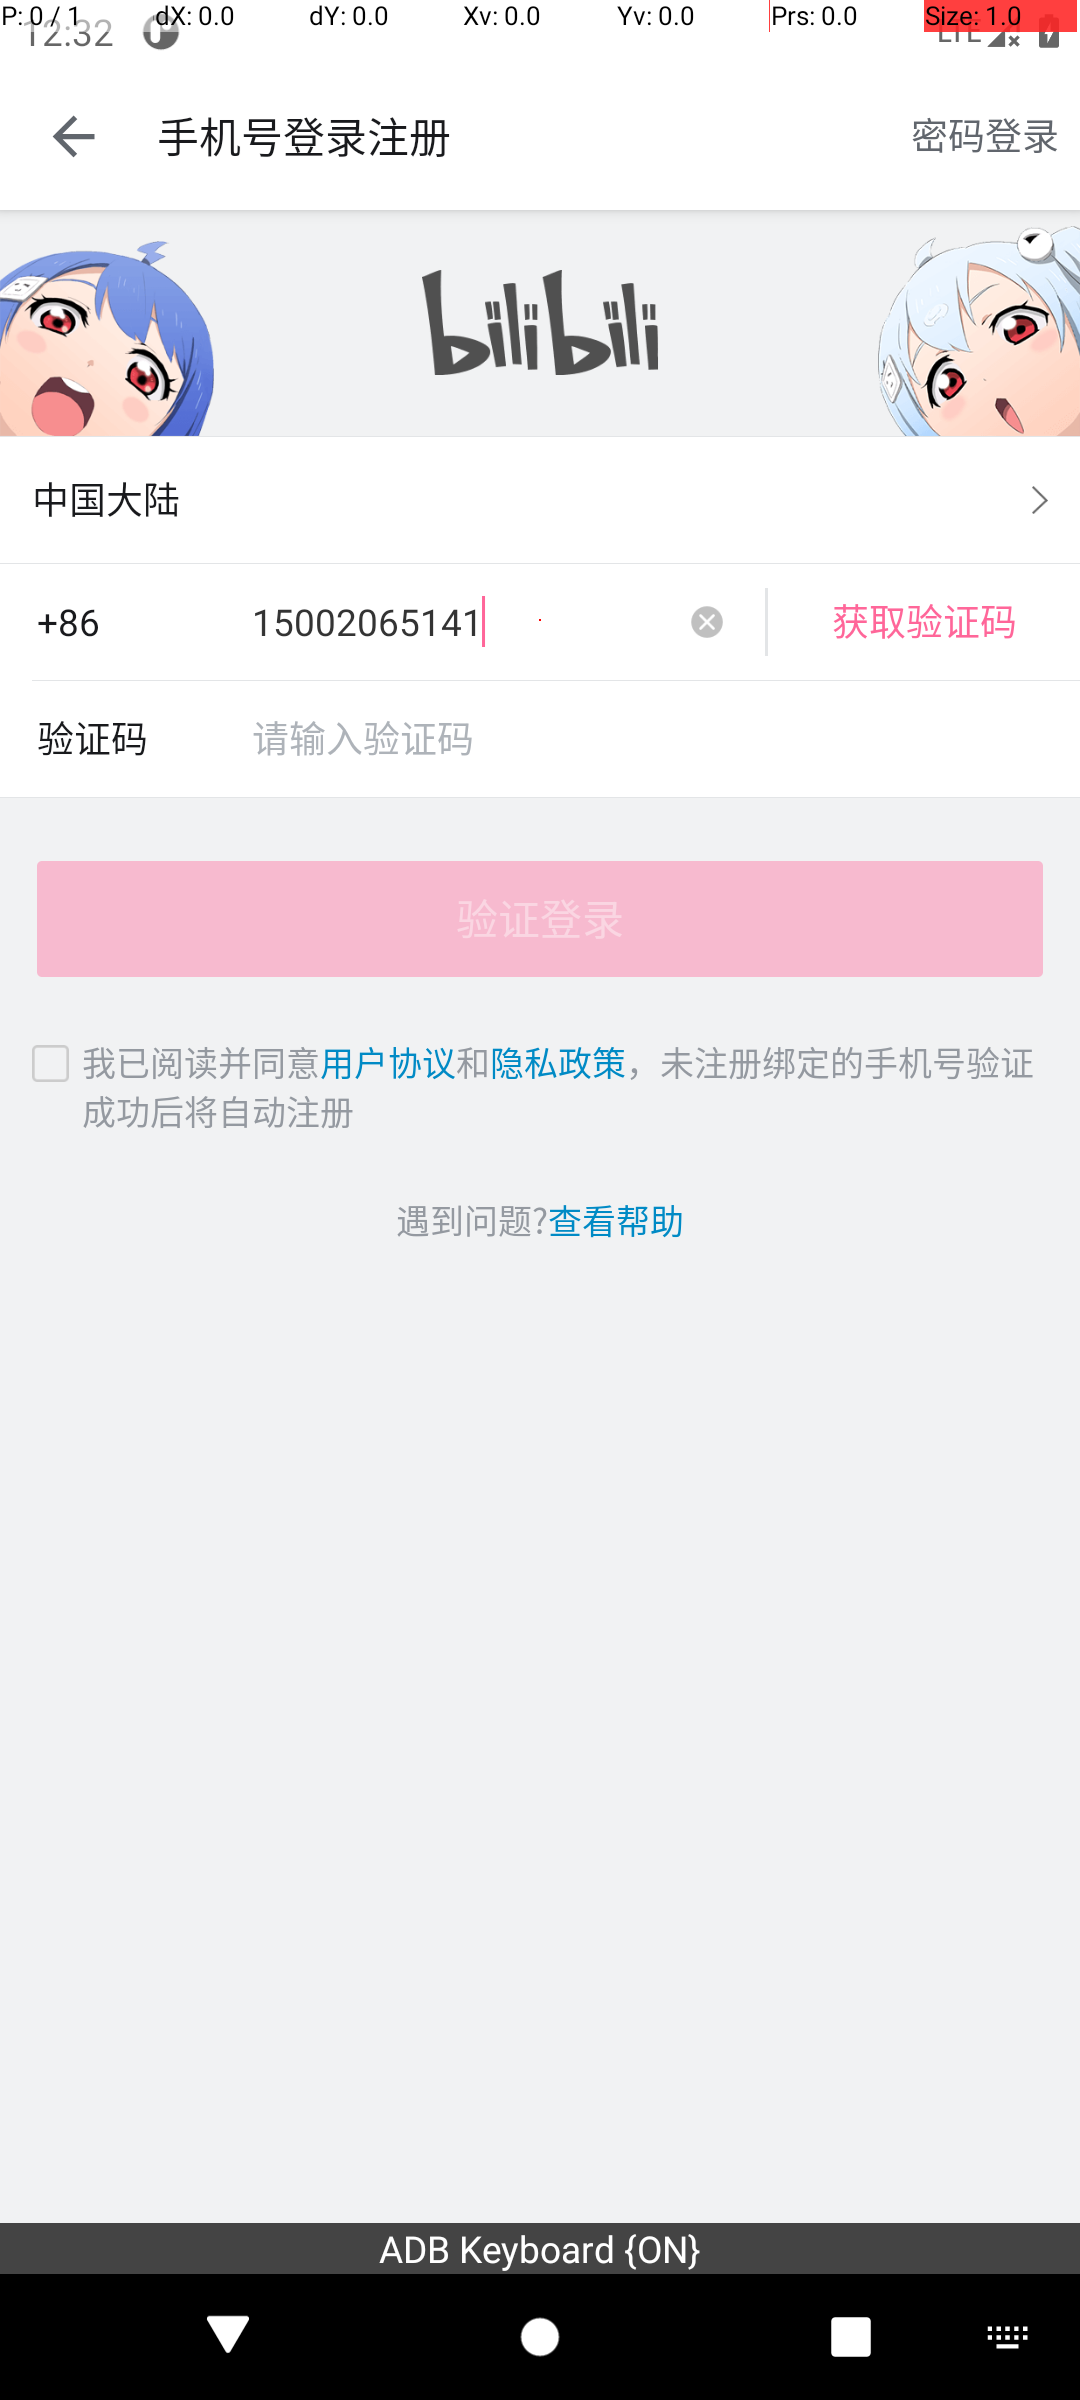 P: 0 / 1 dX: 0.0 dY: 0.0 Xv: 0.0 Yv: 0.0 Prs: 0.0 Size: 1.0
12:32 LTE
手机号登录注册 密码登录
bilibili
中国大陆
+86 15002065141 获取验证码
验证码 请输入验证码
验证登录
我已阅读并同意用户协议和隐私政策，未注册绑定的手机号验证
成功后将自动注册
遇到问题?查看帮助
ADB Keyboard {ON}